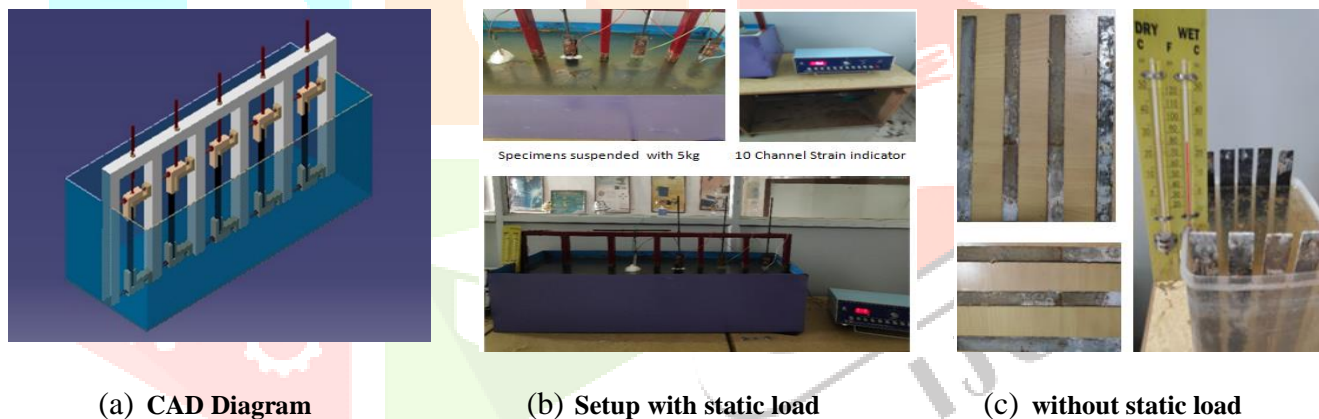 Specimens suspended with 5kg
10 Channel Strain indicator
DRY WET
C F C
(a) CAD Diagram
(b) Setup with static load
(c) without static load